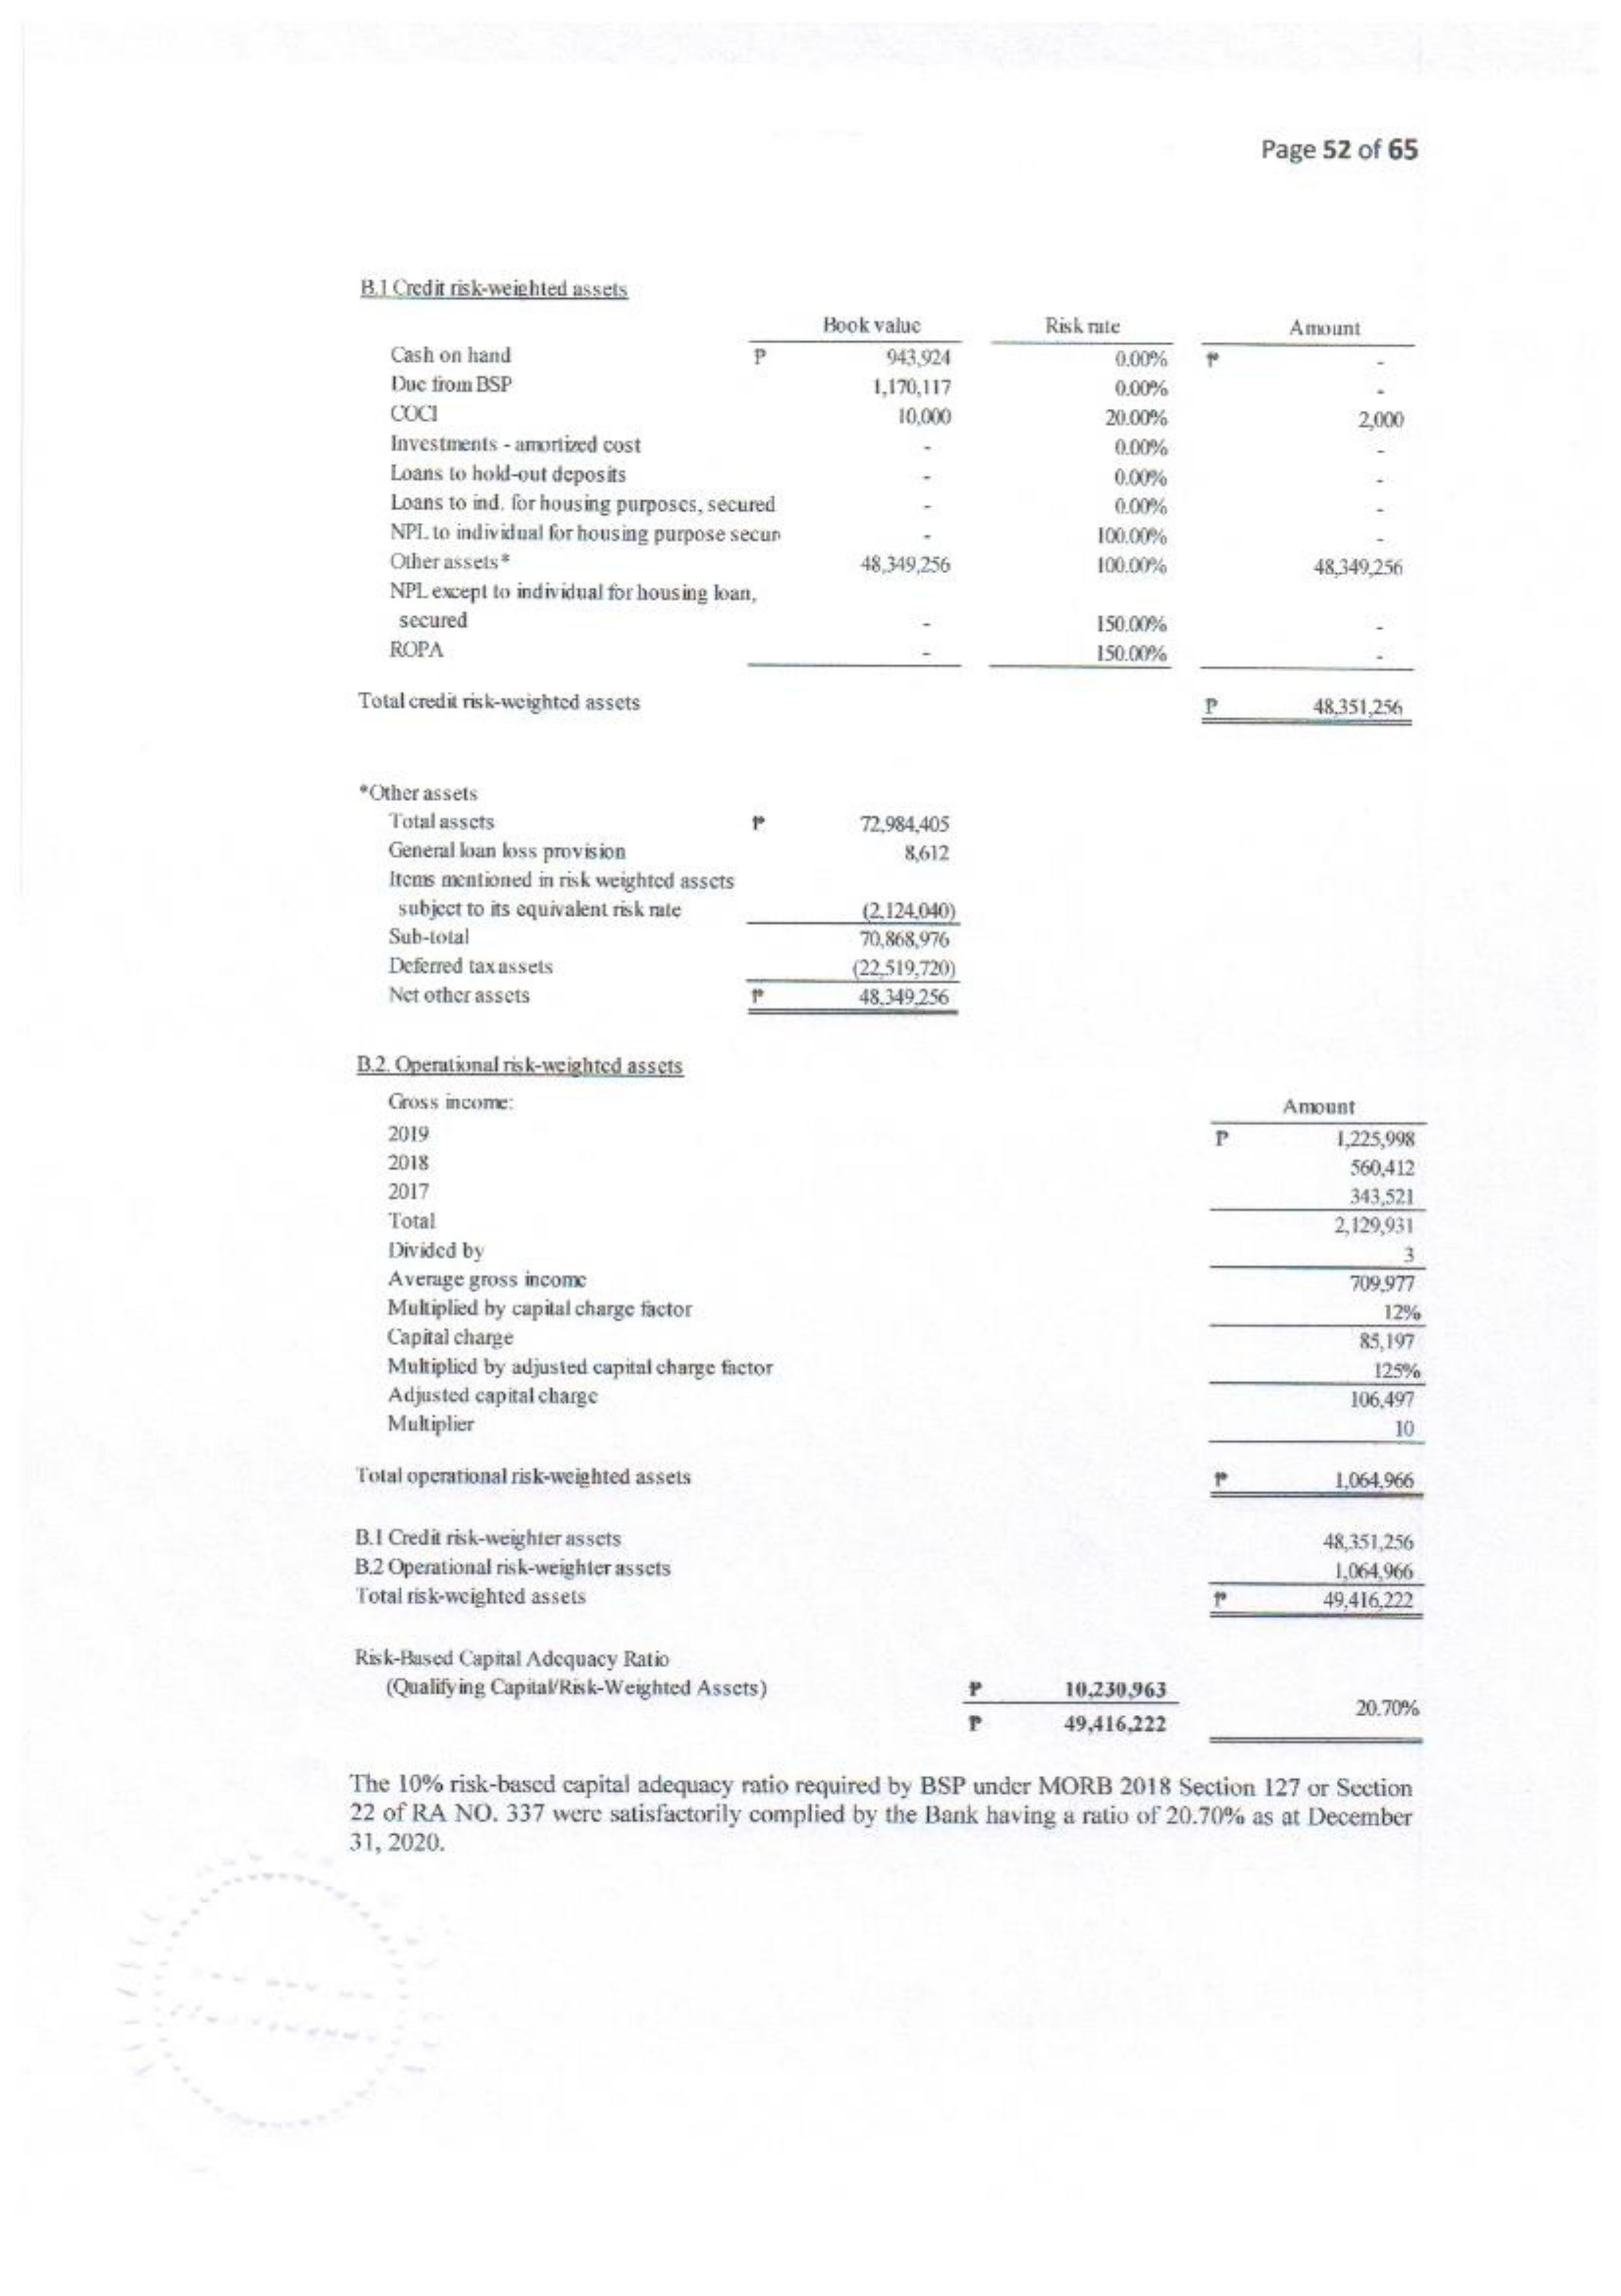 Page 52 of 65
B.1 Credit risk-weighted assets
Book value Risk rate Amount
Cash on hand ₱ 943,924 0.00% ₱ -
Due from BSP 1,170,117 0.00% -
COCI 10,000 20.00% 2,000
Investments - amortized cost - 0.00% -
Loans to hold-out deposits - 0.00% -
Loans to ind. for housing purposes, secured - 0.00% -
NPL to individual for housing purpose secur - 100.00% -
Other assets* 48,349,256 100.00% 48,349,256
NPL except to individual for housing loan,
secured - 150.00% -
ROPA - 150.00% -
Total credit risk-weighted assets ₱ 48,351,256
*Other assets
Total assets ₱ 72,984,405
General loan loss provision 8,612
Items mentioned in risk weighted assets
subject to its equivalent risk rate (2,124,040)
Sub-total 70,868,976
Deferred tax assets (22,519,720)
Net other assets ₱ 48,349,256
B.2. Operational risk-weighted assets
Gross income: Amount
2019 ₱ 1,225,998
2018 560,412
2017 343,521
Total 2,129,931
Divided by 3
Average gross income 709,977
Multiplied by capital charge factor 12%
Capital charge 85,197
Multiplied by adjusted capital charge factor 125%
Adjusted capital charge 106,497
Multiplier 10
Total operational risk-weighted assets ₱ 1,064,966
B.1 Credit risk-weighter assets 48,351,256
B.2 Operational risk-weighter assets 1,064,966
Total risk-weighted assets ₱ 49,416,222
Risk-Based Capital Adequacy Ratio
(Qualifying Capital/Risk-Weighted Assets) ₱ 10,230,963
20.70%
₱ 49,416,222
The 10% risk-based capital adequacy ratio required by BSP under MORB 2018 Section 127 or Section
22 of RA NO. 337 were satisfactorily complied by the Bank having a ratio of 20.70% as at December
31, 2020.